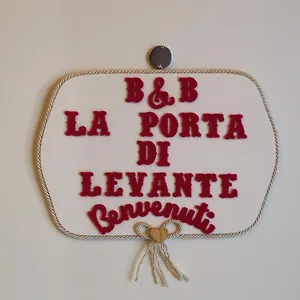 B & B
LA PORTA
DI
LEVANTE
Benvenuti